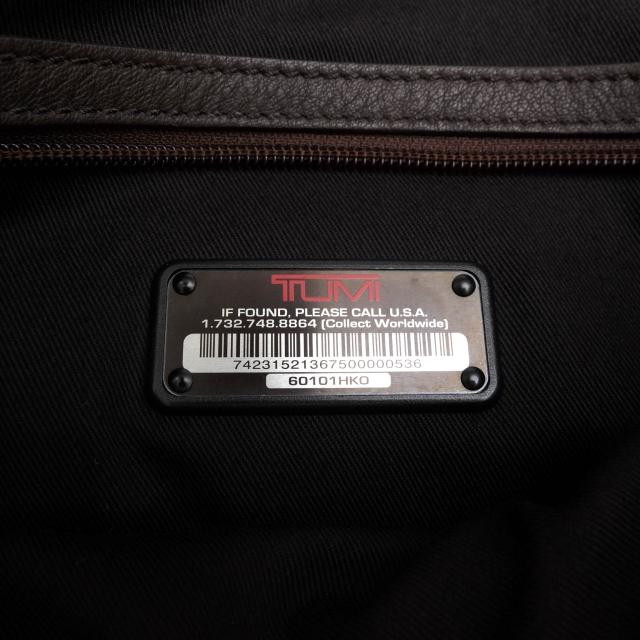 TUMI
IF FOUND, PLEASE CALL U.S.A.
1.732.748.8864 (Collect Worldwide)
74231521367500000536
60101HKO